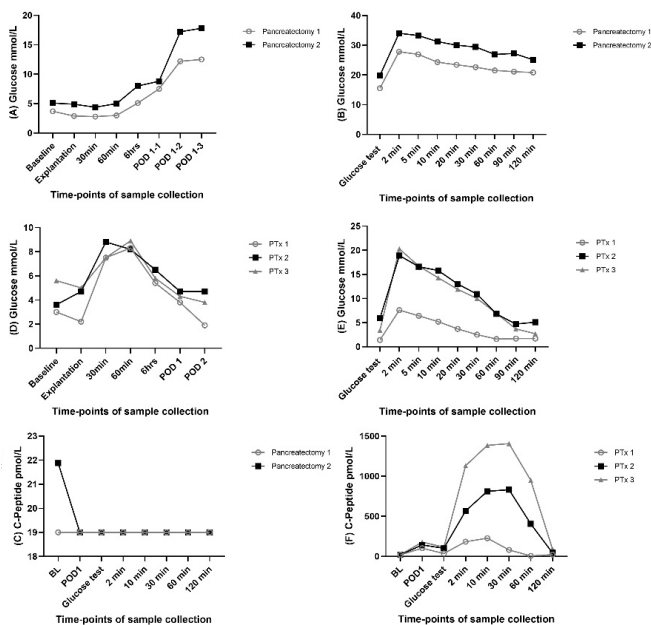 (A) Glucose mmol/L
20
15
10
5
0
Baseline
Explantation
30min
60min
6hrs
POD 1-1
POD 1-2
POD 1-3
Time-points of sample collection
Pancreatectomy 1
Pancreatectomy 2
(B) Glucose mmol/L
40
30
20
10
0
Glucose test
2 min
5 min
10 min
20 min
30 min
60 min
90 min
120 min
Time-points of sample collection
Pancreatectomy 1
Pancreatectomy 2
(D) Glucose mmol/L
10
8
6
4
2
0
Baseline
Explantation
30min
60min
6hrs
POD 1
POD 2
Time-points of sample collection
PTx 1
PTx 2
PTx 3
(E) Glucose mmol/L
25
20
15
10
5
0
Glucose test
2 min
5 min
10 min
20 min
30 min
60 min
90 min
120 min
Time-points of sample collection
PTx 1
PTx 2
PTx 3
(C) C-Peptide pmol/L
23
22
21
20
19
18
BL
POD1
Glucose test
2 min
10 min
30 min
60 min
120 min
Time-points of sample collection
Pancreatectomy 1
Pancreatectomy 2
(F) C-Peptide pmol/L
1500
1000
500
0
BL
POD1
Glucose test
2 min
10 min
30 min
60 min
120 min
Time-points of sample collection
PTx 1
PTx 2
PTx 3